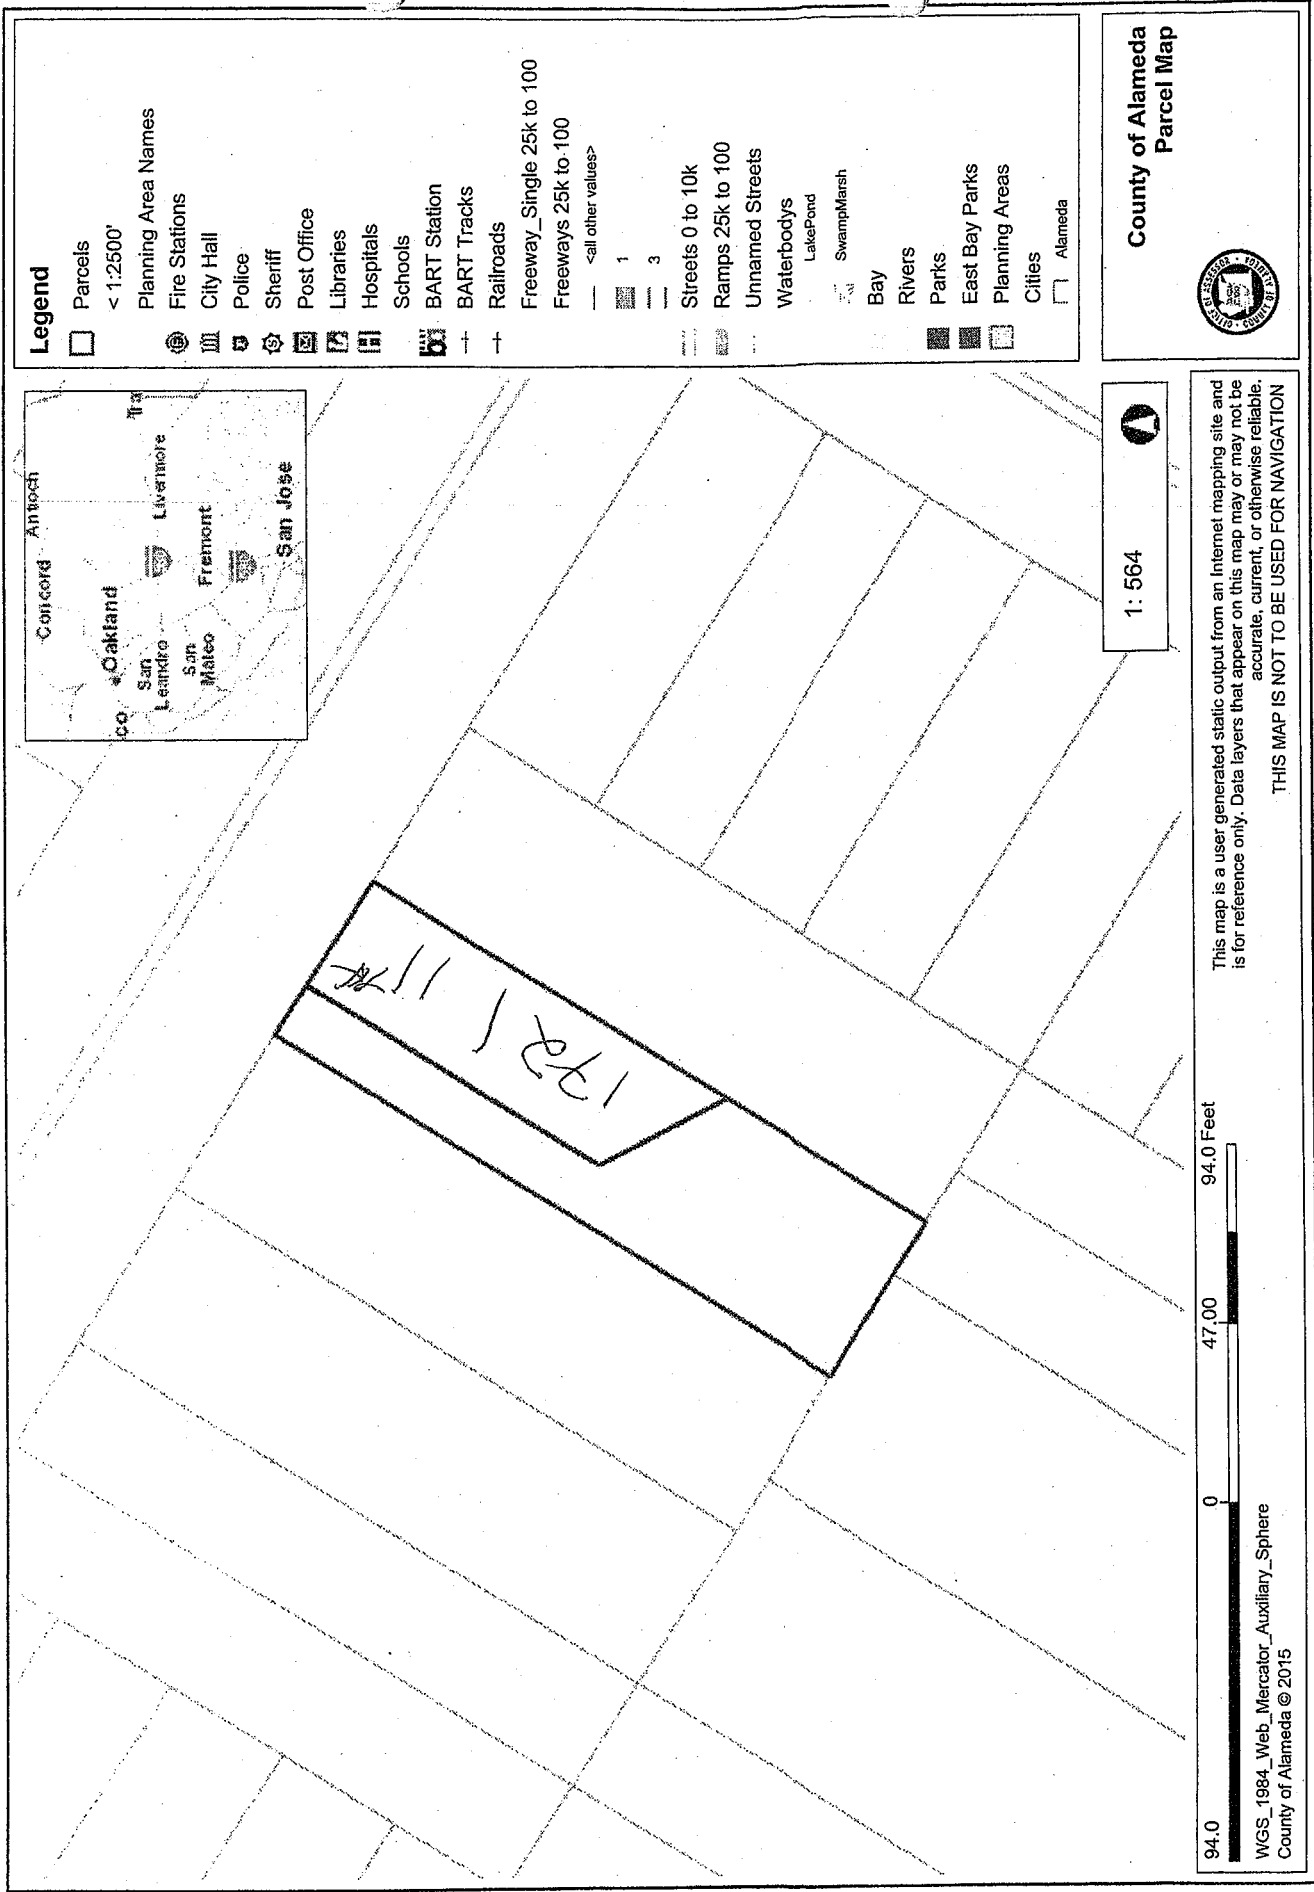 Legend
Parcels
< 1:2500'
Planning Area Names
Fire Stations
City Hall
Police
Sheriff
Post Office
Libraries
Hospitals
Schools
BART Station
BART Tracks
Railroads
Freeway_Single 25k to 100
Freeways 25k to 100
<all other values>
1
3
Streets 0 to 10k
Ramps 25k to 100
Unnamed Streets
Waterbodys
LakePond
SwampMarsh
Bay
Rivers
Parks
East Bay Parks
Planning Areas
Cities
Alameda
County of Alameda
Parcel Map
Concord
Antioch
Oakland
co
San
Leandro
Livermore
Tra
San
Mateo
Fremont
San Jose
1721
1: 564
94.0
0
47.00
94.0 Feet
WGS_1984_Web_Mercator_Auxiliary_Sphere
County of Alameda © 2015
This map is a user generated static output from an Internet mapping site and
is for reference only. Data layers that appear on this map may or may not be
accurate, current, or otherwise reliable.
THIS MAP IS NOT TO BE USED FOR NAVIGATION